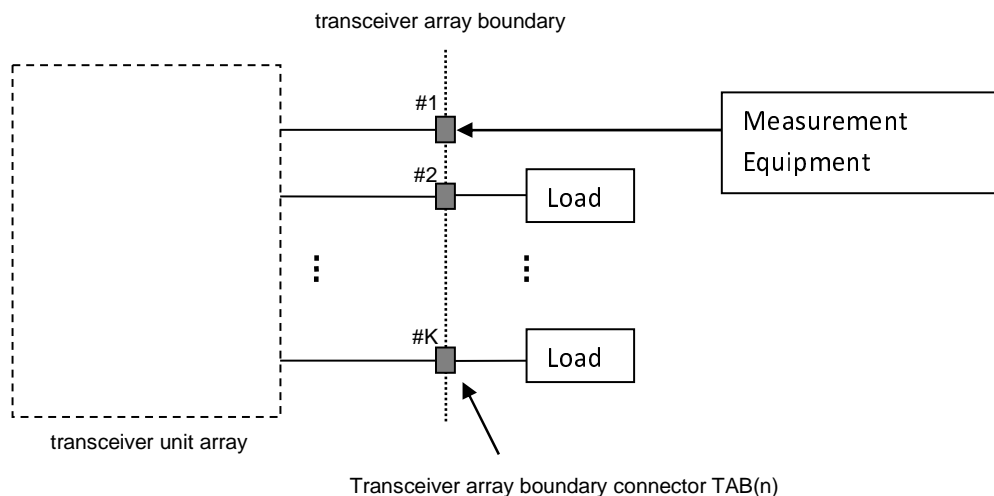 transceiver array boundary
#1
Measurement
Equipment
#2
Load
#K
Load
transceiver unit array
Transceiver array boundary connector TAB(n)